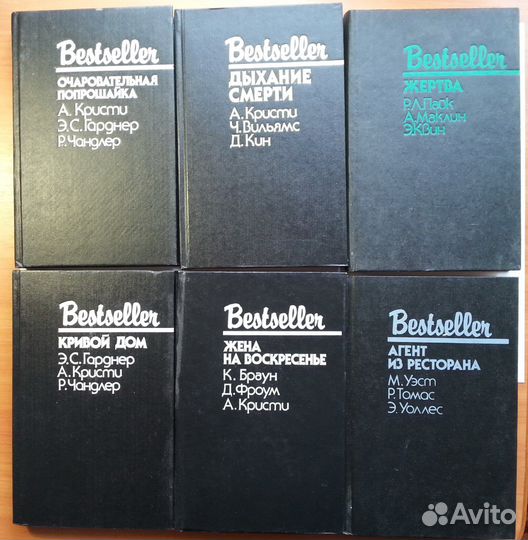 Bestseller
ОЧАРОВАТЕЛЬНАЯ
ПОПРОШАЙКА
А. Кристи
Э.С. Гарднер
Р. Чандлер
Bestseller
ДЫХАНИЕ
СМЕРТИ
А. Кристи
Ч. Вильямс
Д. Кин
Bestseller
ЖЕРТВА
Р.Л. Пайк
А. Маклин
Э. Квин
Bestseller
КРИВОЙ ДОМ
Э.С. Гарднер
А. Кристи
Р. Чандлер
Bestseller
ЖЕНА
НА ВОСКРЕСЕНЬЕ
К. Браун
Д. Фроум
А. Кристи
Bestseller
АГЕНТ
ИЗ РЕСТОРАНА
М. Уэст
Р. Томас
Э. Уоллес
Avito